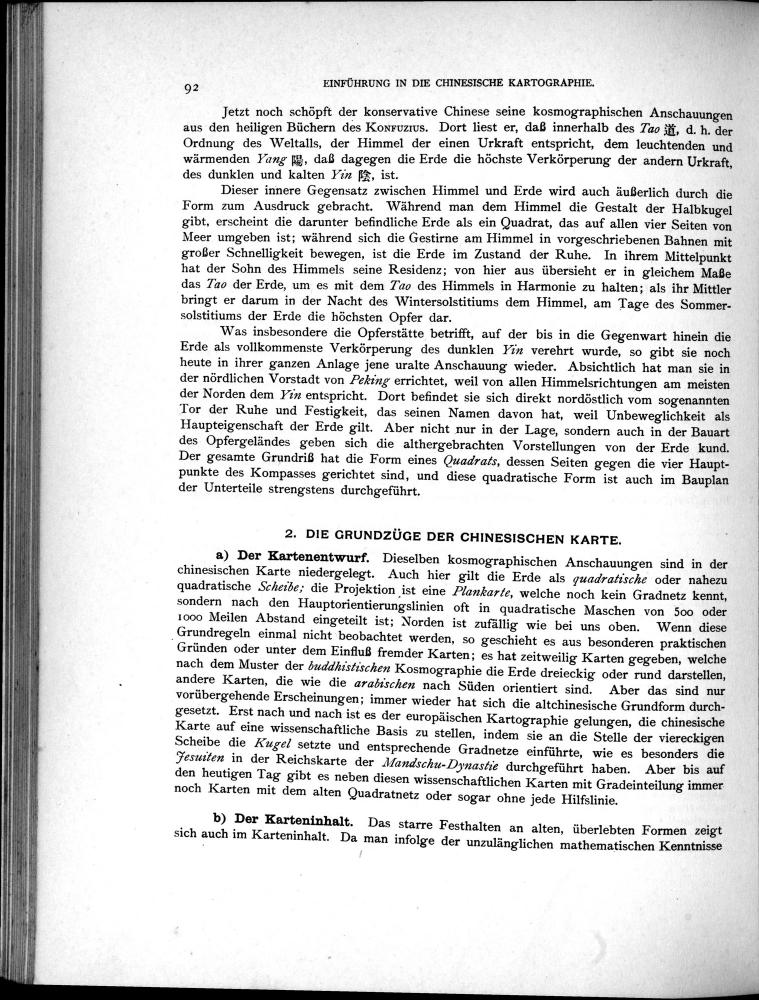 92
EINFÜHRUNG IN DIE CHINESISCHE KARTOGRAPHIE.
Jetzt noch schöpft der konservative Chinese seine kosmographischen Anschauungen
aus den heiligen Büchern des KONFUZIUS. Dort liest er, daß innerhalb des Tao 道, d. h. der
Ordnung des Weltalls, der Himmel der einen Urkraft entspricht, dem leuchtenden und
wärmenden Yang 陽, daß dagegen die Erde die höchste Verkörperung der andern Urkraft,
des dunklen und kalten Yin 陰, ist.
Dieser innere Gegensatz zwischen Himmel und Erde wird auch äußerlich durch die
Form zum Ausdruck gebracht. Während man dem Himmel die Gestalt der Halbkugel
gibt, erscheint die darunter befindliche Erde als ein Quadrat, das auf allen vier Seiten von
Meer umgeben ist; während sich die Gestirne am Himmel in vorgeschriebenen Bahnen mit
großer Schnelligkeit bewegen, ist die Erde im Zustand der Ruhe. In ihrem Mittelpunkt
hat der Sohn des Himmels seine Residenz; von hier aus übersieht er in gleichem Maße
das Tao der Erde, um es mit dem Tao des Himmels in Harmonie zu halten; als ihr Mittler
bringt er darum in der Nacht des Wintersolstitiums dem Himmel, am Tage des Sommer-
solstitiums der Erde die höchsten Opfer dar.
Was insbesondere die Opferstätte betrifft, auf der bis in die Gegenwart hinein die
Erde als vollkommenste Verkörperung des dunklen Yin verehrt wurde, so gibt sie noch
heute in ihrer ganzen Anlage jene uralte Anschauung wieder. Absichtlich hat man sie in
der nördlichen Vorstadt von Peking errichtet, weil von allen Himmelsrichtungen am meisten
der Norden dem Yin entspricht. Dort befindet sie sich direkt nordöstlich vom sogenannten
Tor der Ruhe und Festigkeit, das seinen Namen davon hat, weil Unbeweglichkeit als
Haupteigenschaft der Erde gilt. Aber nicht nur in der Lage, sondern auch in der Bauart
des Opfergeländes geben sich die althergebrachten Vorstellungen von der Erde kund.
Der gesamte Grundriß hat die Form eines Quadrats, dessen Seiten gegen die vier Haupt-
punkte des Kompasses gerichtet sind, und diese quadratische Form ist auch im Bauplan
der Unterteile strengstens durchgeführt.
2. DIE GRUNDZÜGE DER CHINESISCHEN KARTE.
a) Der Kartenentwurf. Dieselben kosmographischen Anschauungen sind in der
chinesischen Karte niedergelegt. Auch hier gilt die Erde als quadratische oder nahezu
quadratische Scheibe; die Projektion ist eine Plankarte, welche noch kein Gradnetz kennt,
sondern nach den Hauptorientierungslinien oft in quadratische Maschen von 500 oder
1000 Meilen Abstand eingeteilt ist; Norden ist zufällig wie bei uns oben. Wenn diese
Grundregeln einmal nicht beobachtet werden, so geschieht es aus besonderen praktischen
Gründen oder unter dem Einfluß fremder Karten; es hat zeitweilig Karten gegeben, welche
nach dem Muster der buddhistischen Kosmographie die Erde dreieckig oder rund darstellen,
andere Karten, die wie die arabischen nach Süden orientiert sind. Aber das sind nur
vorübergehende Erscheinungen; immer wieder hat sich die altchinesische Grundform durch-
gesetzt. Erst nach und nach ist es der europäischen Kartographie gelungen, die chinesische
Karte auf eine wissenschaftliche Basis zu stellen, indem sie an die Stelle der viereckigen
Scheibe die Kugel setzte und entsprechende Gradnetze einführte, wie es besonders die
Jesuiten in der Reichskarte der Mandschu-Dynastie durchgeführt haben. Aber bis auf
den heutigen Tag gibt es neben diesen wissenschaftlichen Karten mit Gradeinteilung immer
noch Karten mit dem alten Quadratnetz oder sogar ohne jede Hilfslinie.
b) Der Karteninhalt. Das starre Festhalten an alten, überlebten Formen zeigt
sich auch im Karteninhalt. Da man infolge der unzulänglichen mathematischen Kenntnisse